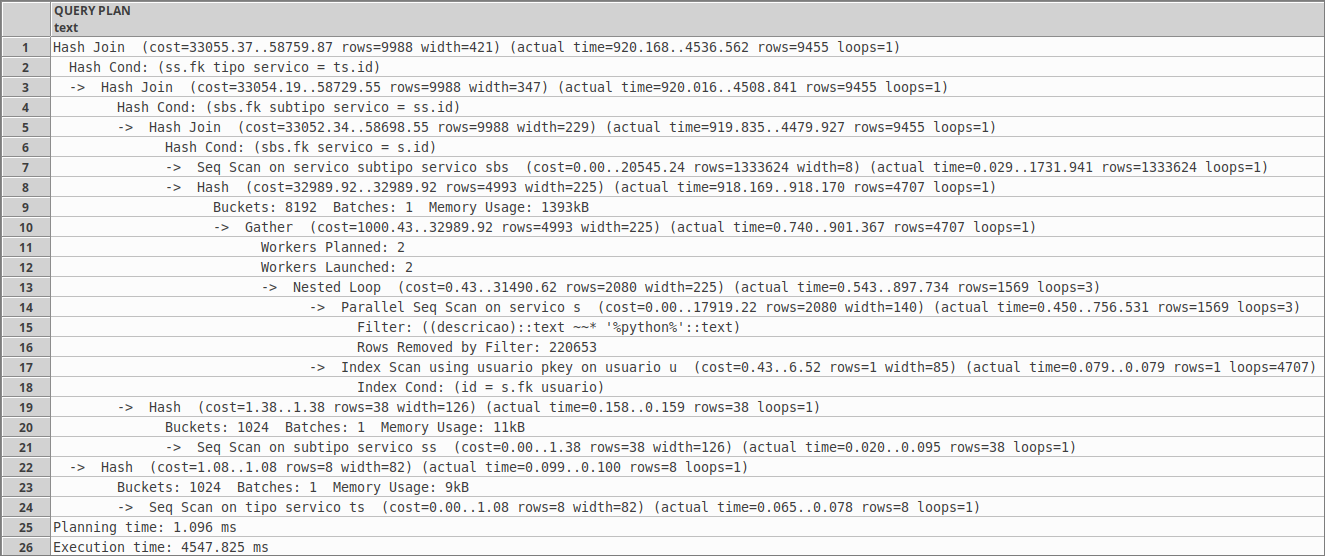 QUERY PLAN
text
1 Hash Join (cost=33055.37..58759.87 rows=9988 width=421) (actual time=920.168..4536.562 rows=9455 loops=1)
2 Hash Cond: (ss.fk tipo servico = ts.id)
3 -> Hash Join (cost=33054.19..58729.55 rows=9988 width=347) (actual time=920.016..4508.841 rows=9455 loops=1)
4 Hash Cond: (sbs.fk subtipo servico = ss.id)
5 -> Hash Join (cost=33052.34..58698.55 rows=9988 width=229) (actual time=919.835..4479.927 rows=9455 loops=1)
6 Hash Cond: (sbs.fk servico = s.id)
7 -> Seq Scan on servico subtipo servico sbs (cost=0.00..20545.24 rows=1333624 width=8) (actual time=0.029..1731.941 rows=1333624 loops=1)
8 -> Hash (cost=32989.92..32989.92 rows=4993 width=225) (actual time=918.169..918.170 rows=4707 loops=1)
9 Buckets: 8192 Batches: 1 Memory Usage: 1393kB
10 -> Gather (cost=1000.43..32989.92 rows=4993 width=225) (actual time=0.740..901.367 rows=4707 loops=1)
11 Workers Planned: 2
12 Workers Launched: 2
13 -> Nested Loop (cost=0.43..31490.62 rows=2080 width=225) (actual time=0.543..897.734 rows=1569 loops=3)
14 -> Parallel Seq Scan on servico s (cost=0.00..17919.22 rows=2080 width=140) (actual time=0.450..756.531 rows=1569 loops=3)
15 Filter: ((descricao)::text ~~* '%python%'::text)
16 Rows Removed by Filter: 220653
17 -> Index Scan using usuario pkey on usuario u (cost=0.43..6.52 rows=1 width=85) (actual time=0.079..0.079 rows=1 loops=4707)
18 Index Cond: (id = s.fk usuario)
19 -> Hash (cost=1.38..1.38 rows=38 width=126) (actual time=0.158..0.159 rows=38 loops=1)
20 Buckets: 1024 Batches: 1 Memory Usage: 11kB
21 -> Seq Scan on subtipo servico ss (cost=0.00..1.38 rows=38 width=126) (actual time=0.020..0.095 rows=38 loops=1)
22 -> Hash (cost=1.08..1.08 rows=8 width=82) (actual time=0.099..0.100 rows=8 loops=1)
23 Buckets: 1024 Batches: 1 Memory Usage: 9kB
24 -> Seq Scan on tipo servico ts (cost=0.00..1.08 rows=8 width=82) (actual time=0.065..0.078 rows=8 loops=1)
25 Planning time: 1.096 ms
26 Execution time: 4547.825 ms